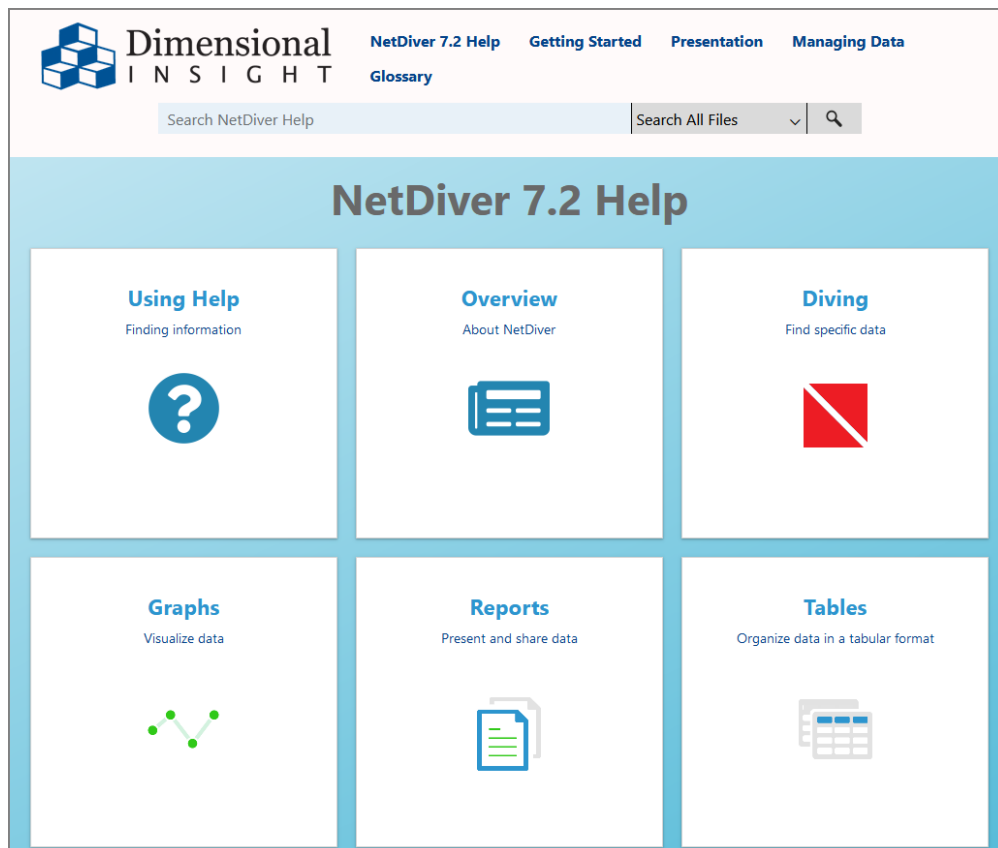 Dimensional
INSIGHT
NetDiver 7.2 Help Getting Started Presentation Managing Data
Glossary
Search NetDiver Help Search All Files
NetDiver 7.2 Help
Using Help
Finding information
Overview
About NetDiver
Diving
Find specific data
Graphs
Visualize data
Reports
Present and share data
Tables
Organize data in a tabular format